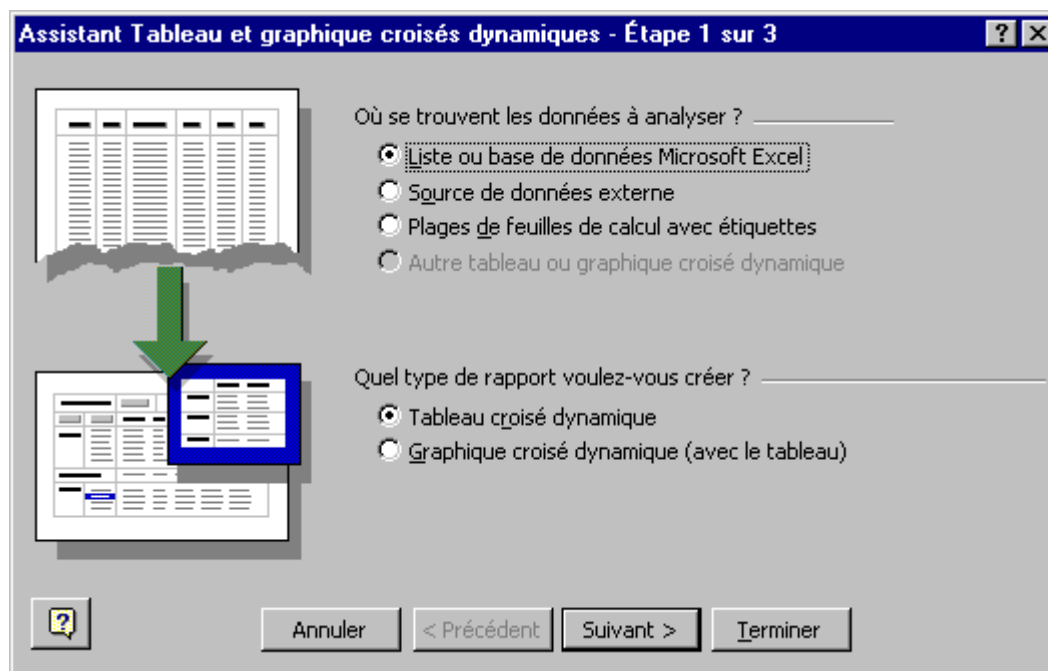 Assistant Tableau et graphique croisés dynamiques - Étape 1 sur 3
Où se trouvent les données à analyser ?
Liste ou base de données Microsoft Excel
Source de données externe
Plages de feuilles de calcul avec étiquettes
Autre tableau ou graphique croisé dynamique
Quel type de rapport voulez-vous créer ?
Tableau croisé dynamique
Graphique croisé dynamique (avec le tableau)
Annuler
< Précédent
Suivant >
Terminer